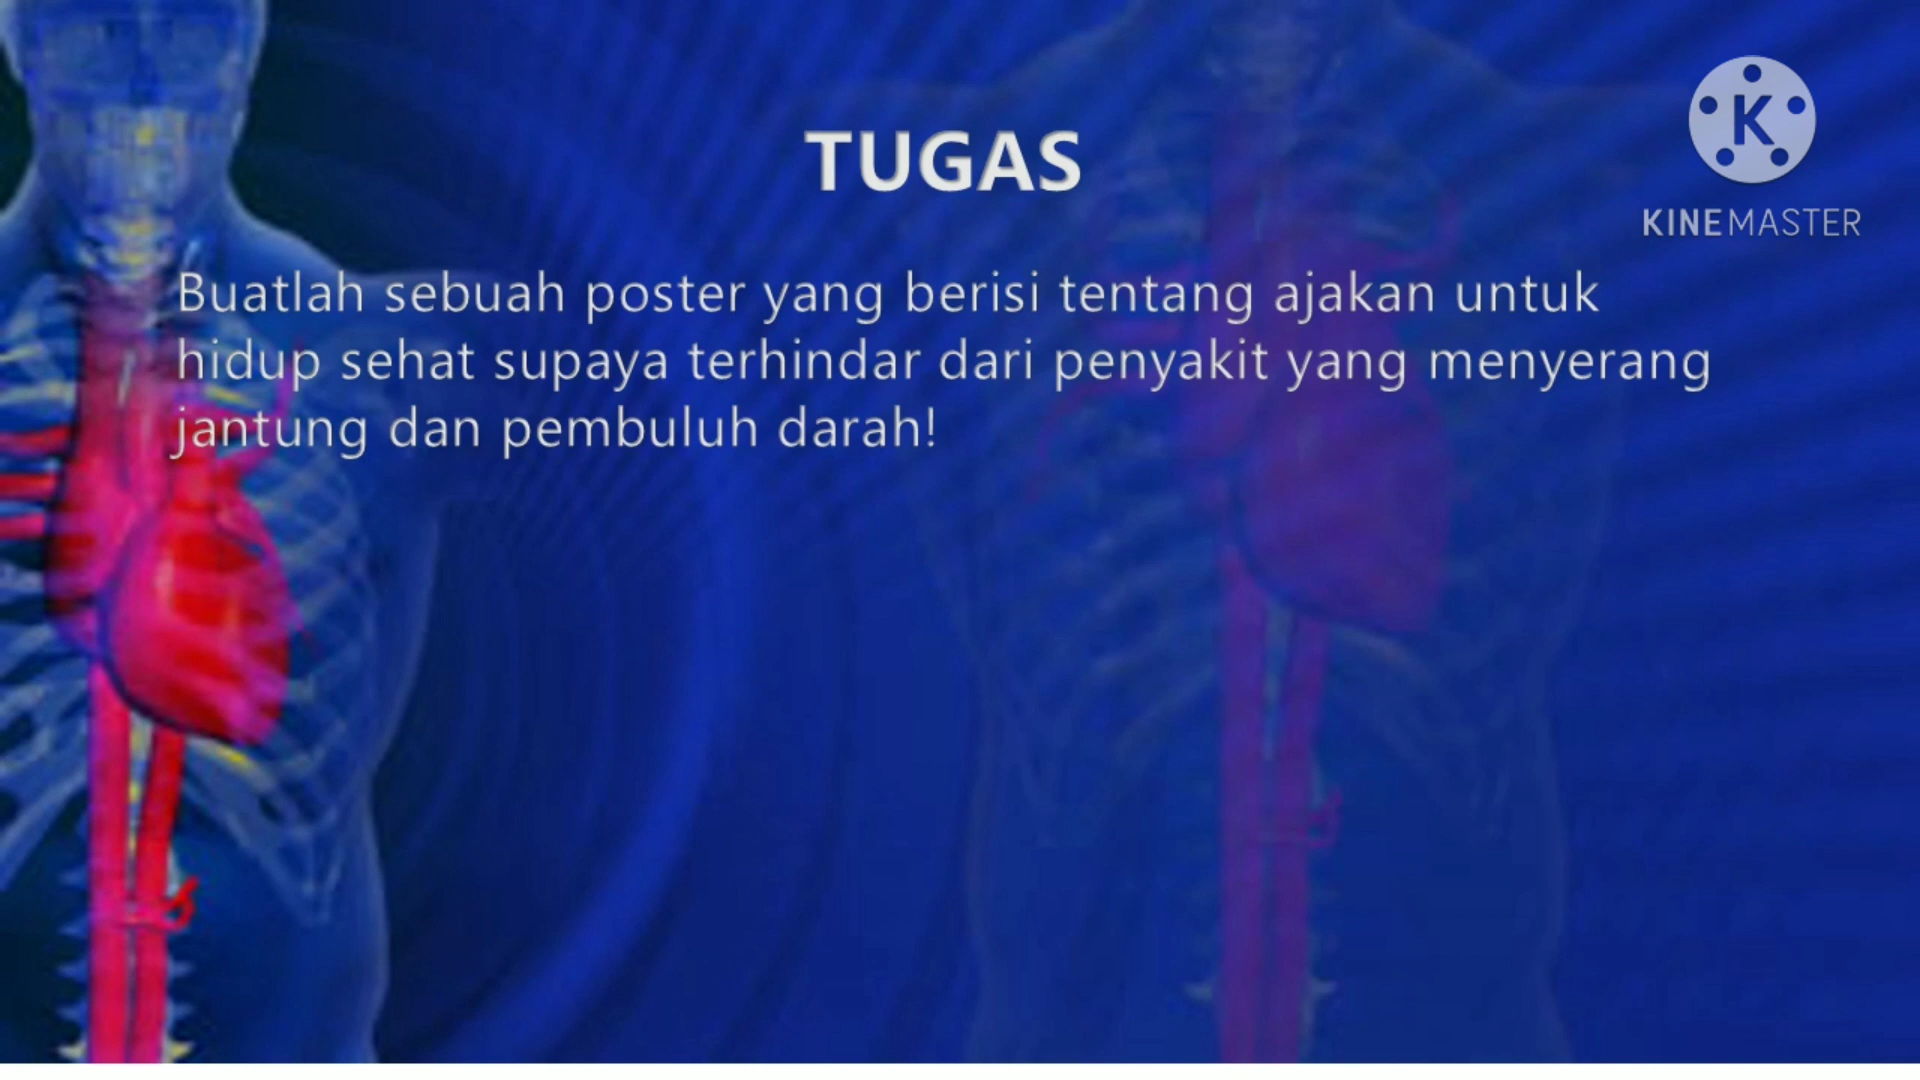 TUGAS
K
KINEMASTER
Buatlah sebuah poster yang berisi tentang ajakan untuk
hidup sehat supaya terhindar dari penyakit yang menyerang
jantung dan pembuluh darah!